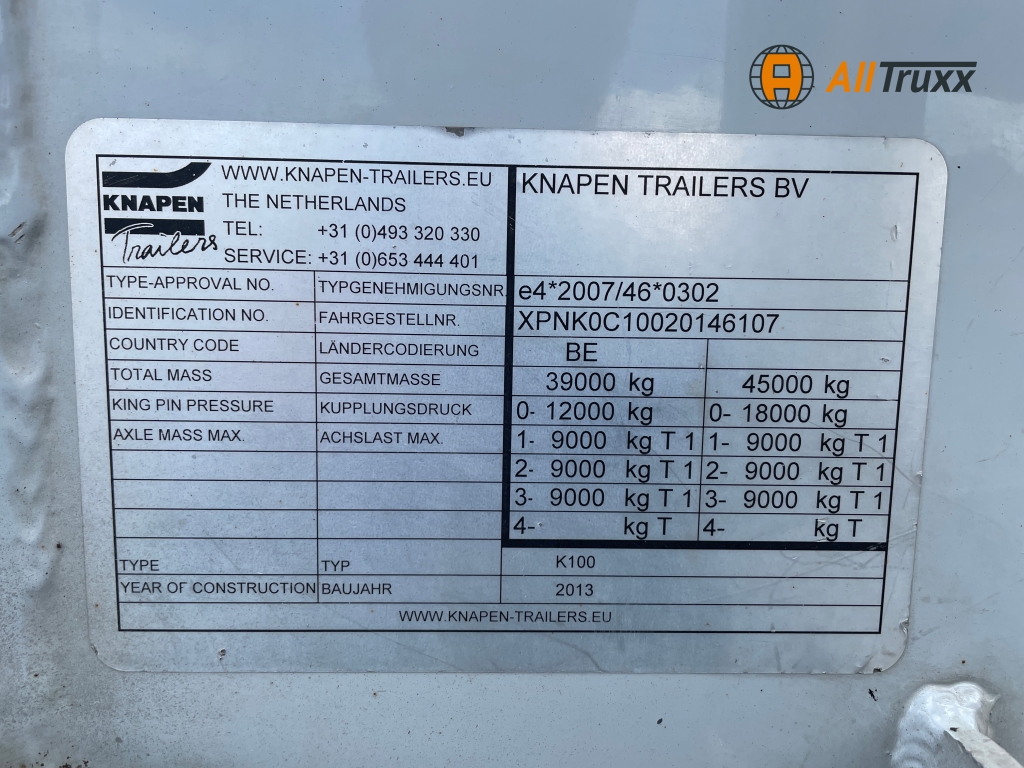 All Truxx
WWW.KNAPEN-TRAILERS.EU
KNAPEN TRAILERS BV
KNAPEN
Trailers
THE NETHERLANDS
TEL: +31 (0)493 320 330
SERVICE: +31 (0)653 444 401
TYPE-APPROVAL NO. TYPGENEHMIGUNGSNR. e4*2007/46*0302
IDENTIFICATION NO. FAHRGESTELLNR. XPNK0C10020146107
COUNTRY CODE LÄNDERCODIERUNG BE
TOTAL MASS GESAMTMASSE 39000 kg 45000 kg
KING PIN PRESSURE KUPPLUNGSDRUCK 0- 12000 kg 0- 18000 kg
AXLE MASS MAX. ACHSLAST MAX. 1- 9000 kg T 1 1- 9000 kg T 1
2- 9000 kg T 1 2- 9000 kg T 1
3- 9000 kg T 1 3- 9000 kg T 1
4- kg T 4- kg T
TYPE TYP K100
YEAR OF CONSTRUCTION BAUJAHR 2013
WWW.KNAPEN-TRAILERS.EU